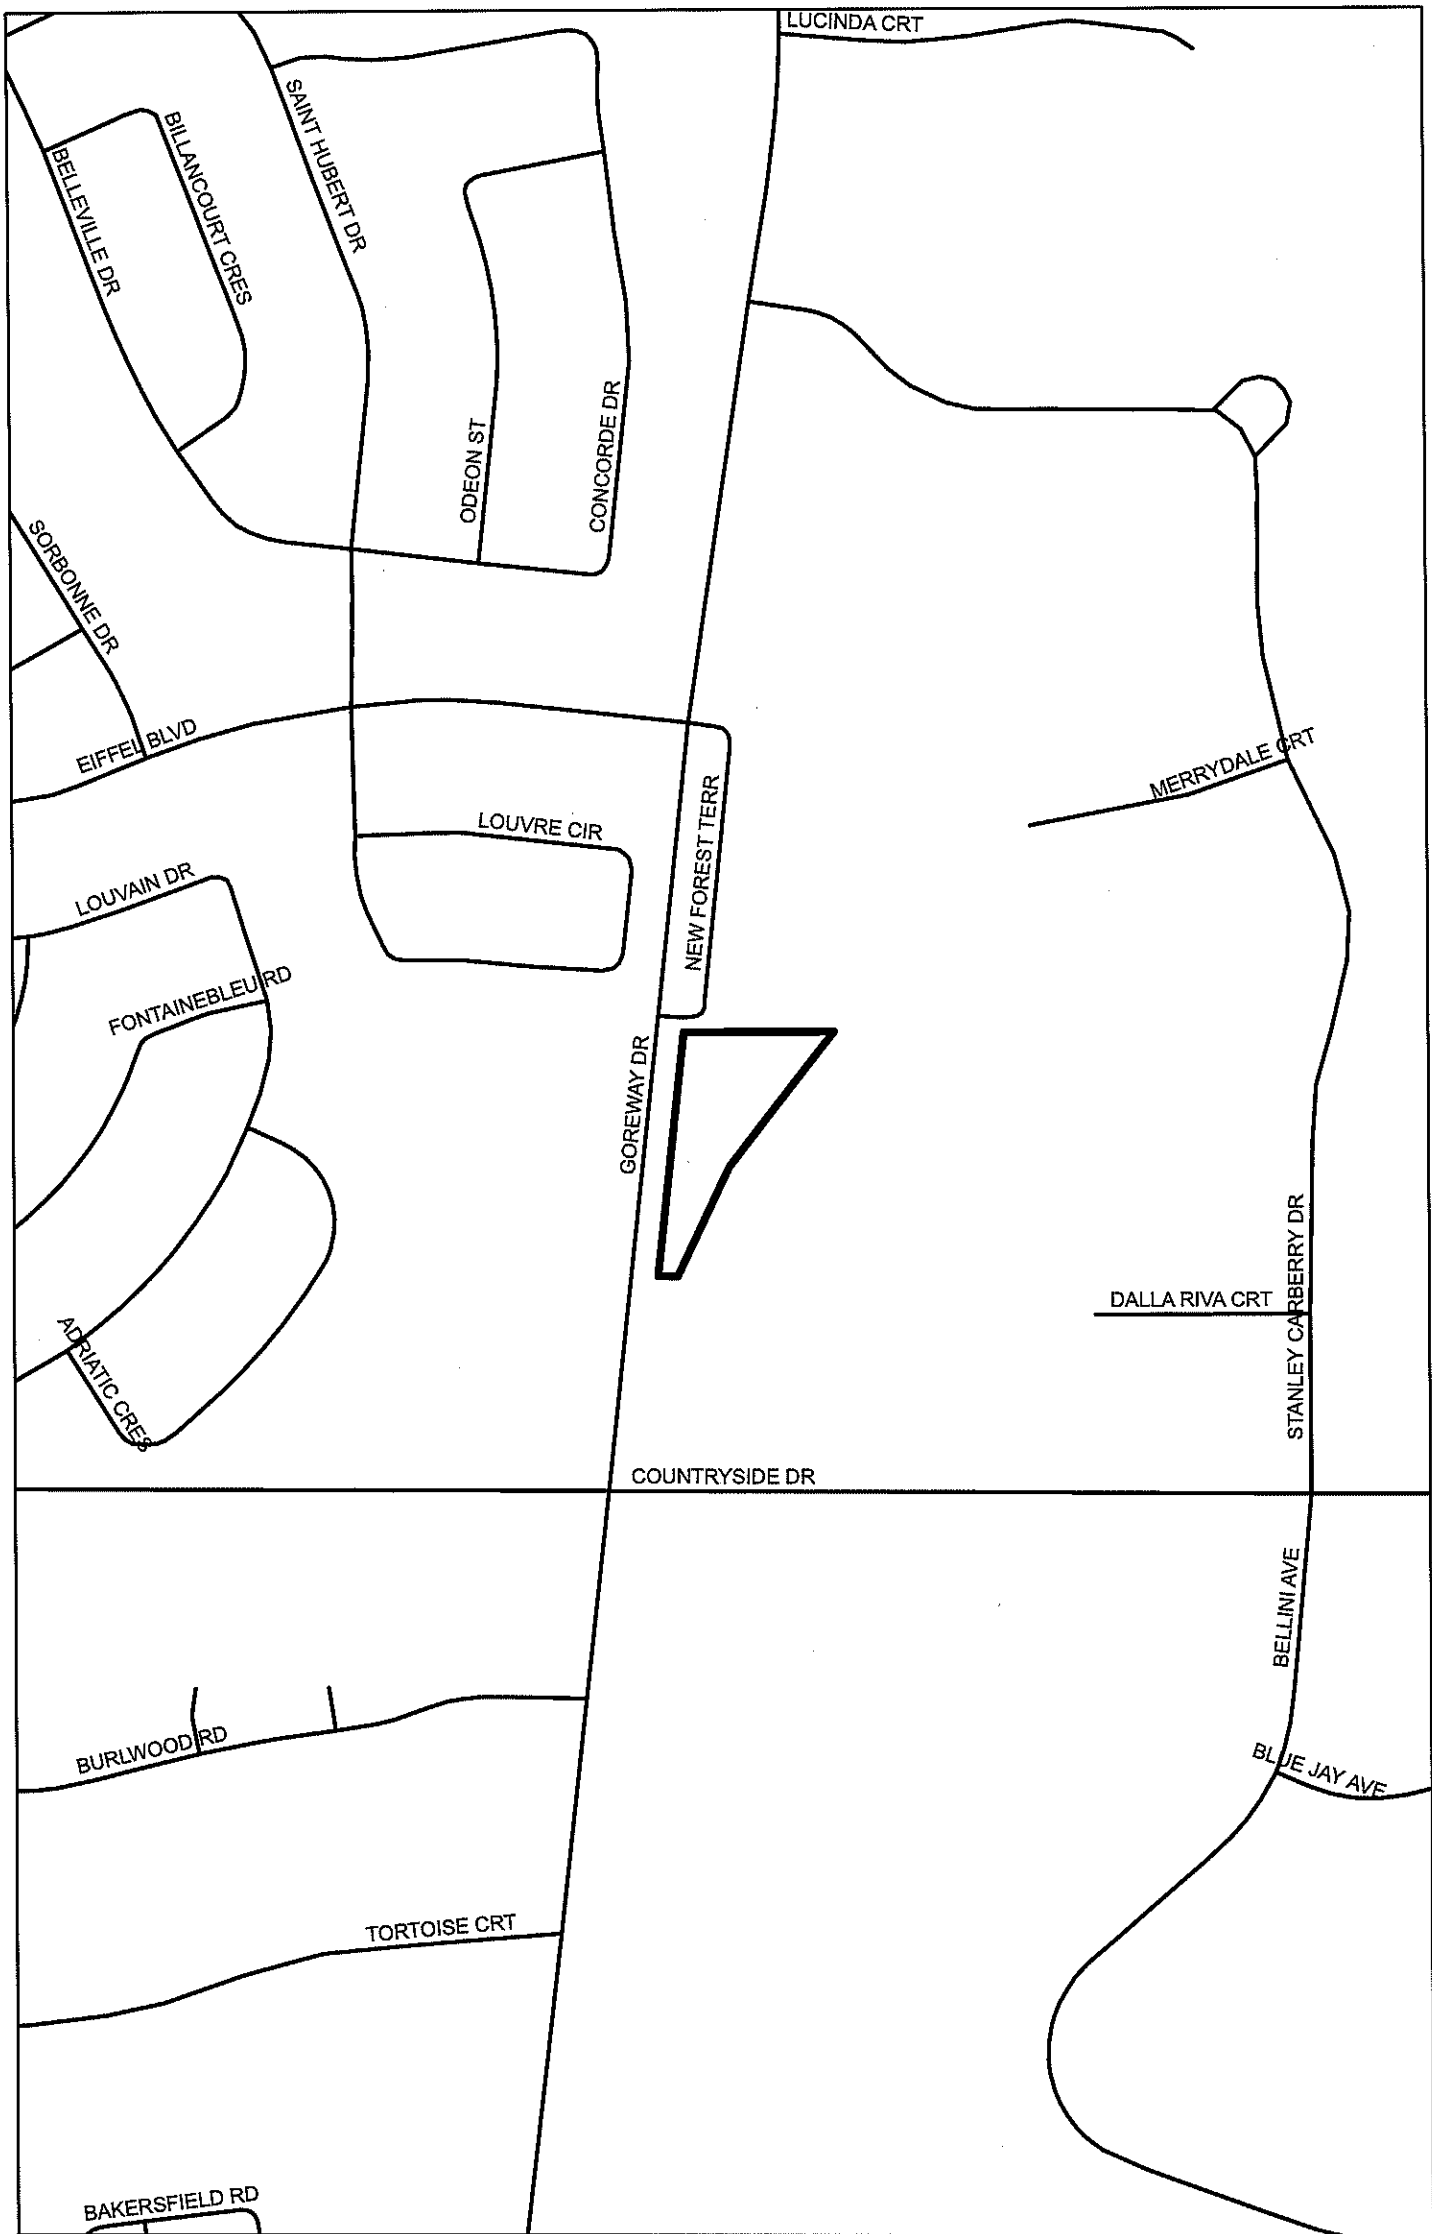 LUCINDA CRT
SAINT HUBERT DR
BILLANCOURT CRES
BELLEVILLE DR
CONCORDE DR
ODEON ST
SORBONNE DR
EIFFEL BLVD
MERRYDALE CRT
NEW FOREST TERR
LOUVRE CIR
LOUVAIN DR
FONTAINEBLEU RD
GOREWAY DR
STANLEY CARBERRY DR
DALLA RIVA CRT
ADRIATIC CRES
COUNTRYSIDE DR
BELLINI AVE
BURLWOOD RD
BLUE JAY AVE
TORTOISE CRT
BAKERSFIELD RD